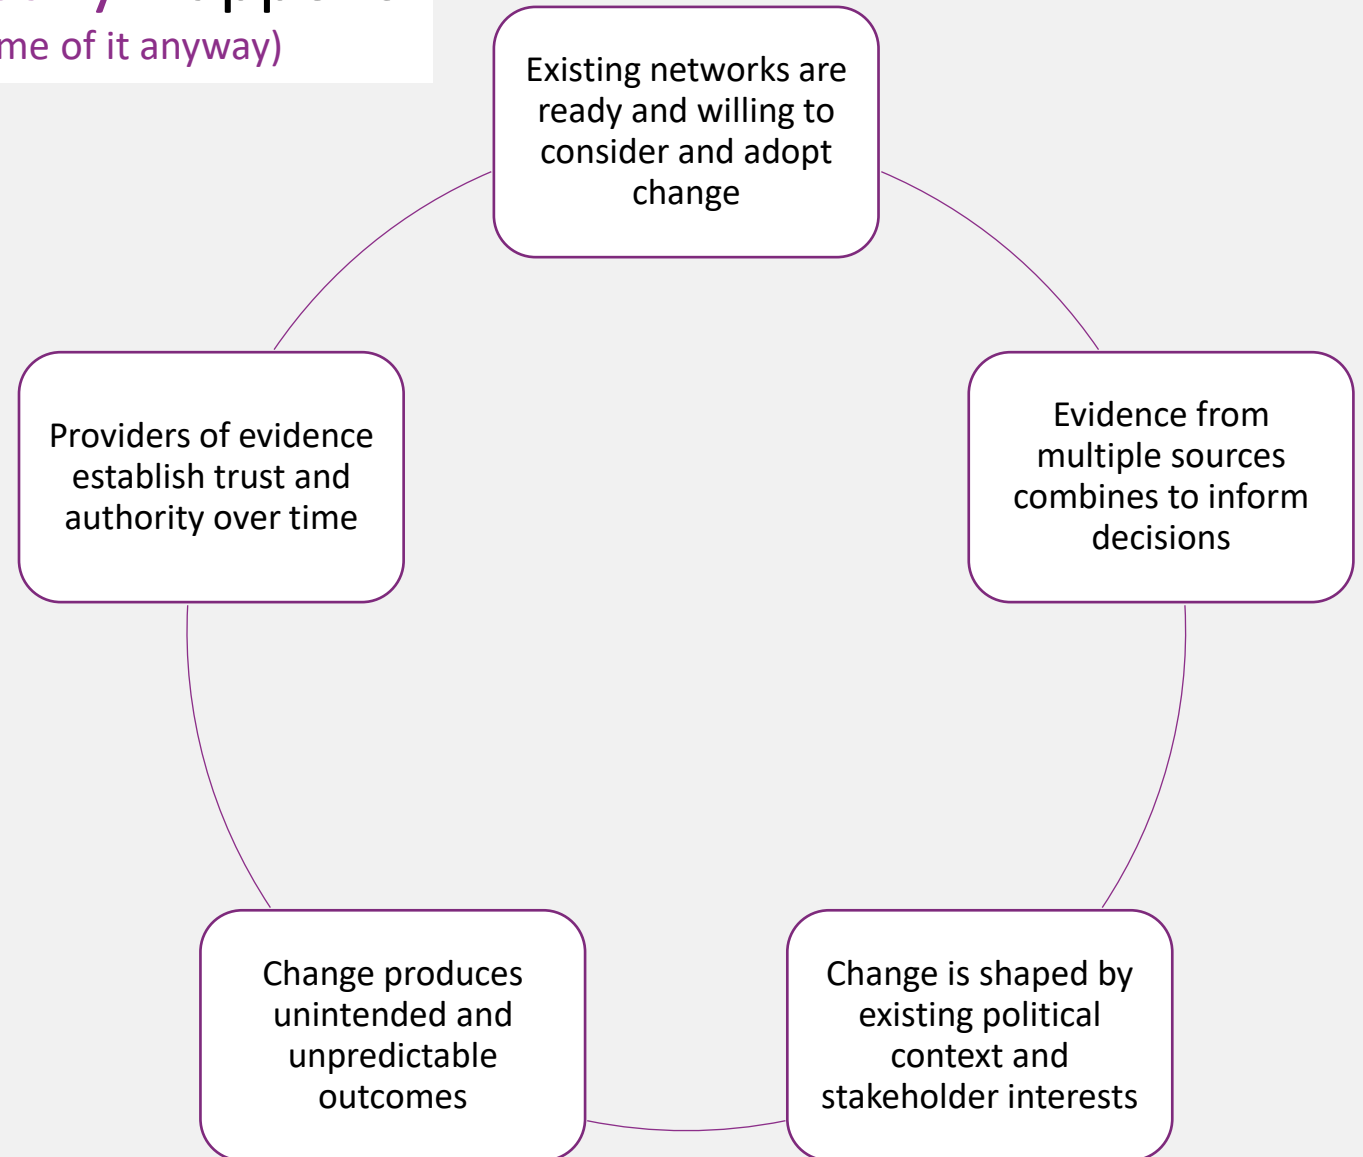 me of it anyway)
Existing networks are
ready and willing to
consider and adopt
change
Evidence from
multiple sources
combines to inform
decisions
Change is shaped by
existing political
context and
stakeholder interests
Change produces
unintended and
unpredictable
outcomes
Providers of evidence
establish trust and
authority over time